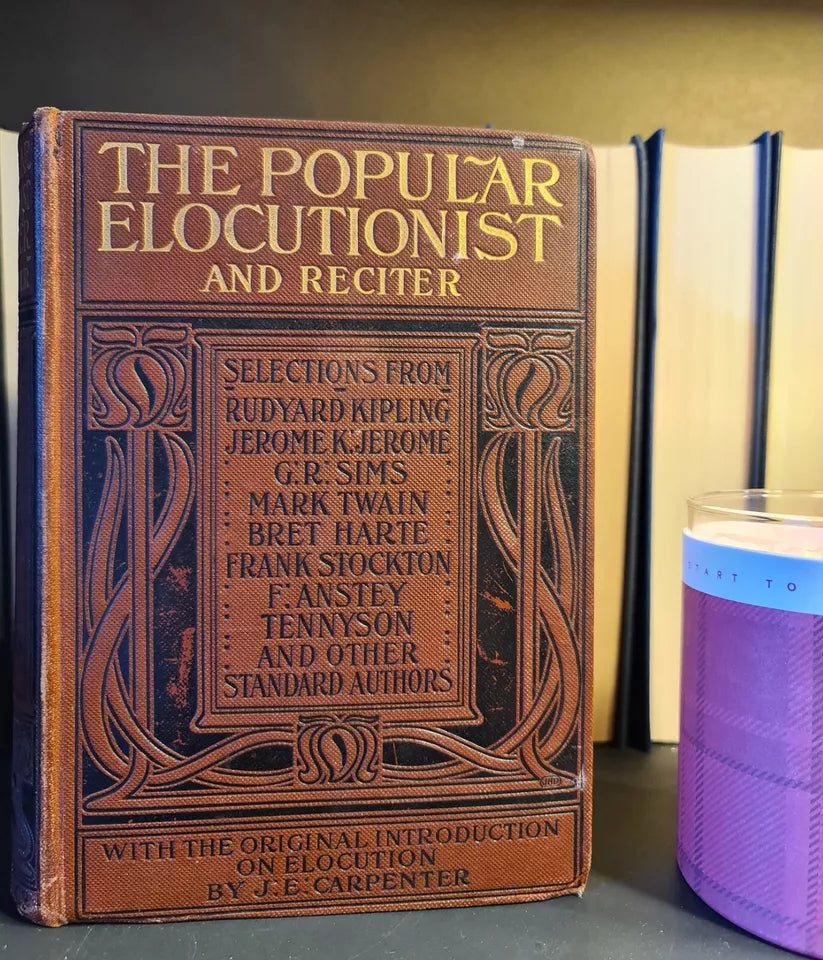 THE POPULAR
ELOCUTIONIST
AND RECITER
SELECTIONS FROM
RUDYARD KIPLING
JEROME K. JEROME
G. R. SIMS
MARK TWAIN
BRET HARTE
FRANK STOCKTON
F. ANSTEY
TENNYSON
AND OTHER
STANDARD AUTHORS
WITH THE ORIGINAL INTRODUCTION
ON ELOCUTION
BY J. E. CARPENTER
START TO